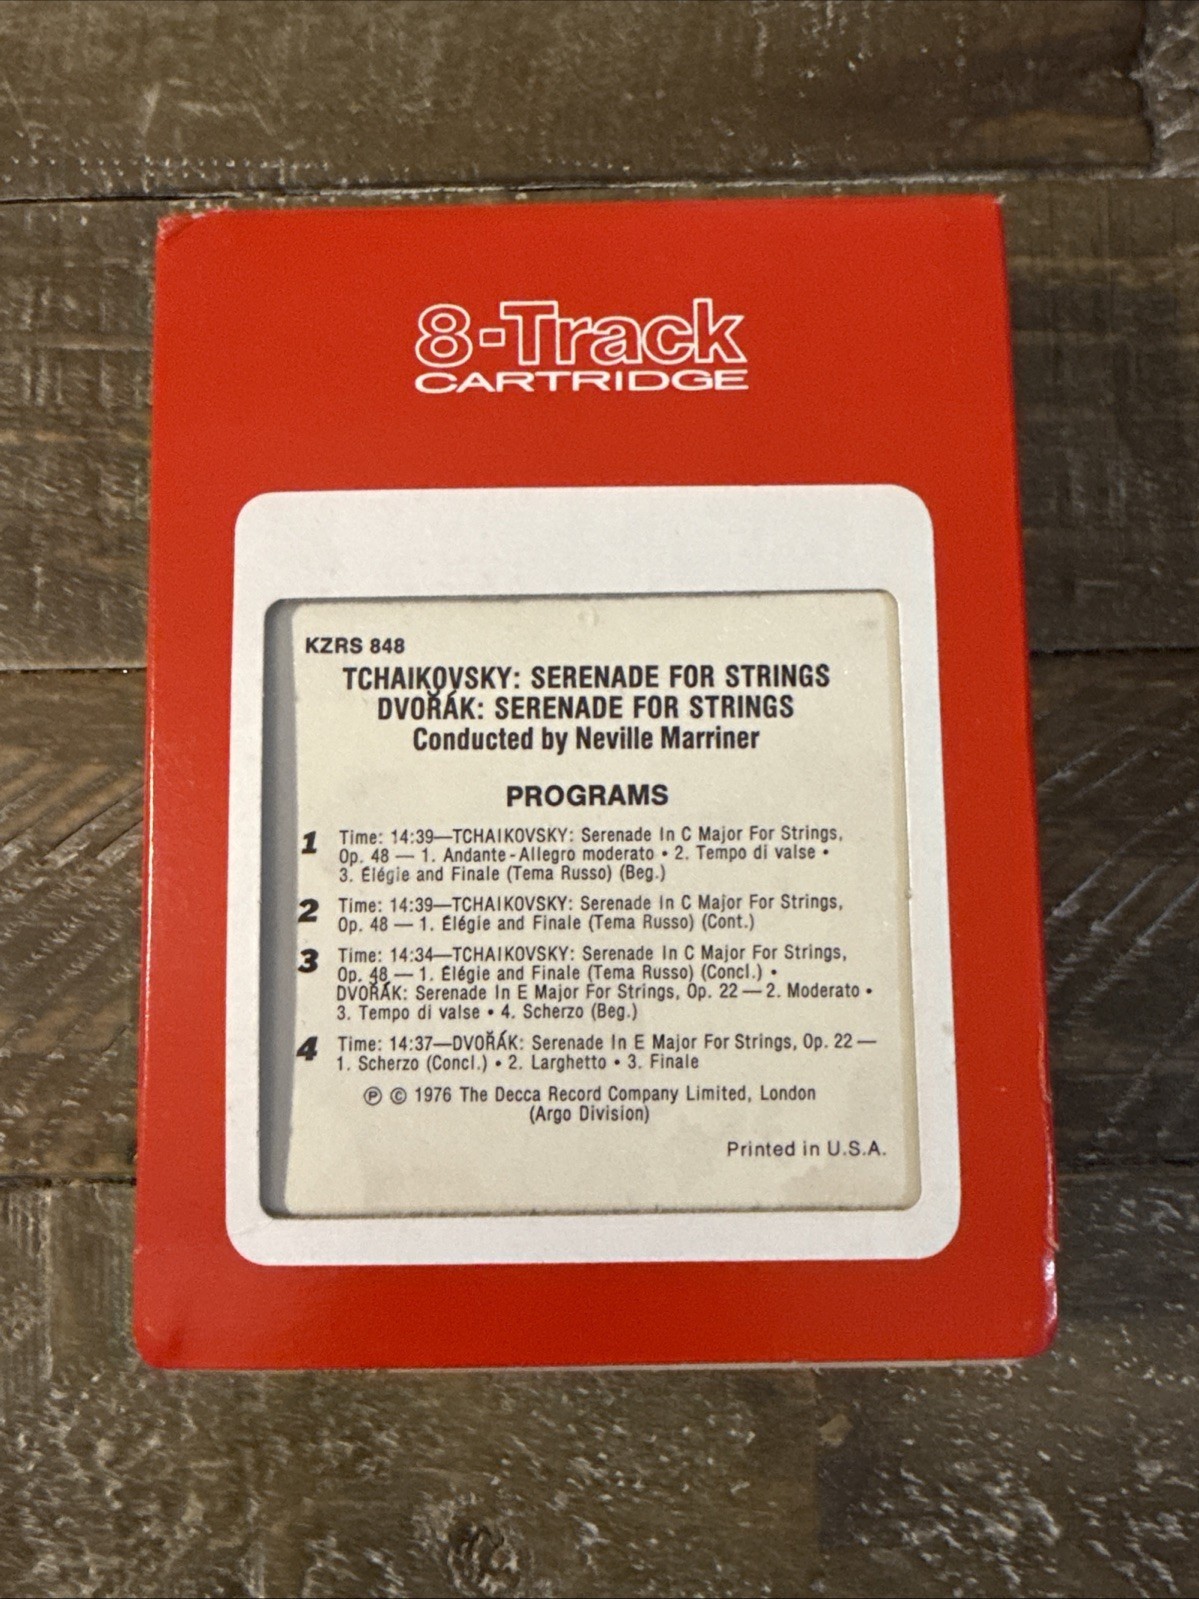 8-Track
CARTRIDGE
KZRS 848
TCHAIKOVSKY: SERENADE FOR STRINGS
DVOŘÁK: SERENADE FOR STRINGS
Conducted by Neville Marriner
PROGRAMS
1 Time: 14:39—TCHAIKOVSKY: Serenade In C Major For Strings,
Op. 48 — 1. Andante-Allegro moderato • 2. Tempo di valse •
3. Élégie and Finale (Tema Russo) (Beg.)
2 Time: 14:39—TCHAIKOVSKY: Serenade In C Major For Strings,
Op. 48 — 1. Élégie and Finale (Tema Russo) (Cont.)
3 Time: 14:34—TCHAIKOVSKY: Serenade In C Major For Strings,
Op. 48 — 1. Élégie and Finale (Tema Russo) (Concl.) •
DVOŘÁK: Serenade In E Major For Strings, Op. 22 — 2. Moderato •
3. Tempo di valse • 4. Scherzo (Beg.)
4 Time: 14:37—DVOŘÁK: Serenade In E Major For Strings, Op. 22 —
1. Scherzo (Concl.) • 2. Larghetto • 3. Finale
℗ © 1976 The Decca Record Company Limited, London
(Argo Division)
Printed in U.S.A.